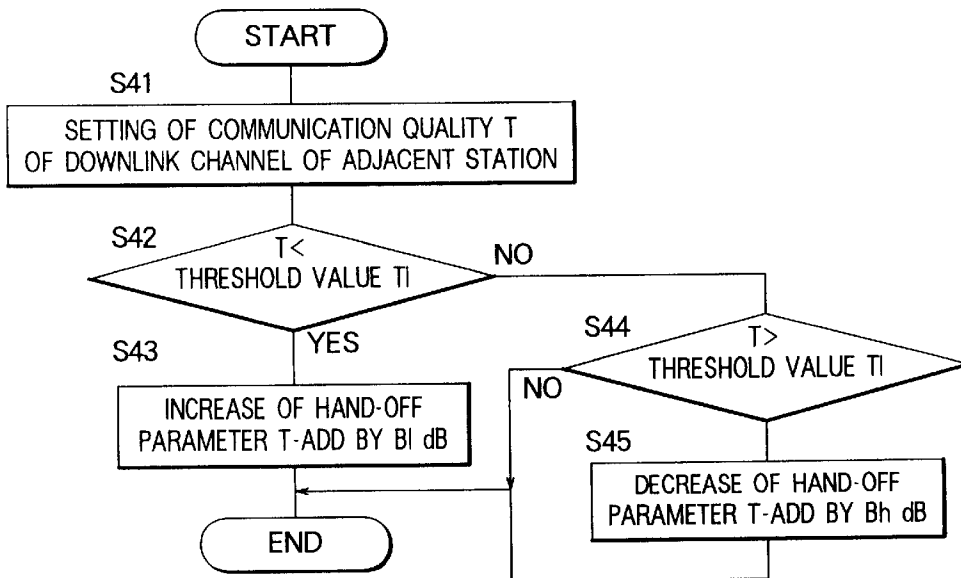 START
S41
SETTING OF COMMUNICATION QUALITY T
OF DOWNLINK CHANNEL OF ADJACENT STATION
S42
T<
THRESHOLD VALUE Tl
NO
YES
S43
INCREASE OF HAND-OFF
PARAMETER T-ADD BY Bl dB
S44
T>
THRESHOLD VALUE Tl
NO
S45
DECREASE OF HAND-OFF
PARAMETER T-ADD BY Bh dB
END